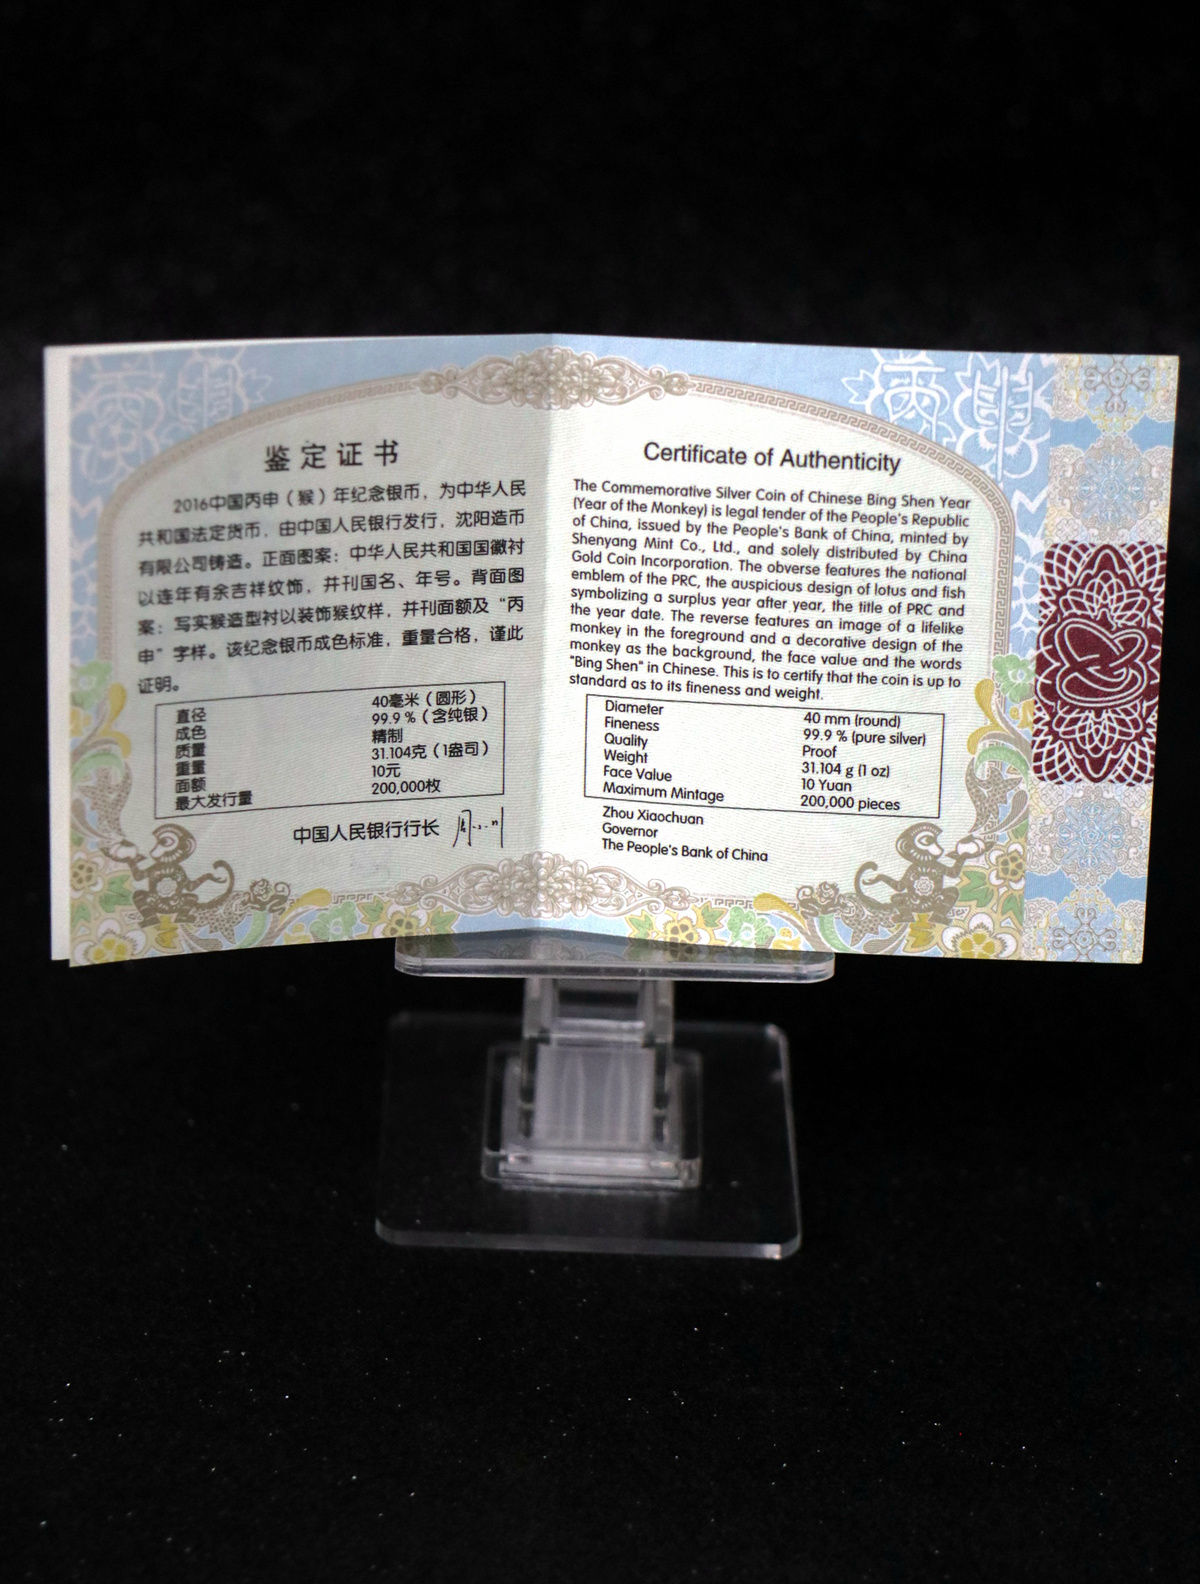 鉴定证书
2016中国丙申（猴）年纪念银币，为中华人民
共和国法定货币，由中国人民银行发行，沈阳造币
有限公司铸造。正面图案：中华人民共和国国徽衬
以连年有余吉祥纹饰，并刊国名、年号。背面图
案：写实猴造型衬以装饰猴纹样，并刊面额及“丙
申”字样。该纪念银币成色标准，重量合格，谨此
证明。
直径 40毫米（圆形）
成色 99.9 %（含纯银）
质量 精制
重量 31.104克（1盎司）
面额 10元
最大发行量 200,000枚
中国人民银行行长
Certificate of Authenticity
The Commemorative Silver Coin of Chinese Bing Shen Year
(Year of the Monkey) is legal tender of the People's Republic
of China, issued by the People's Bank of China, minted by
Shenyang Mint Co., Ltd., and solely distributed by China
Gold Coin Incorporation. The obverse features the national
emblem of the PRC, the auspicious design of lotus and fish
symbolizing a surplus year after year, the title of PRC and
the year date. The reverse features an image of a lifelike
monkey in the foreground and a decorative design of the
monkey as the background, the face value and the words
"Bing Shen" in Chinese. This is to certify that the coin is up to
standard as to its fineness and weight.
Diameter 40 mm (round)
Fineness 99.9 % (pure silver)
Quality Proof
Weight 31.104 g (1 oz)
Face Value 10 Yuan
Maximum Mintage 200,000 pieces
Zhou Xiaochuan
Governor
The People's Bank of China